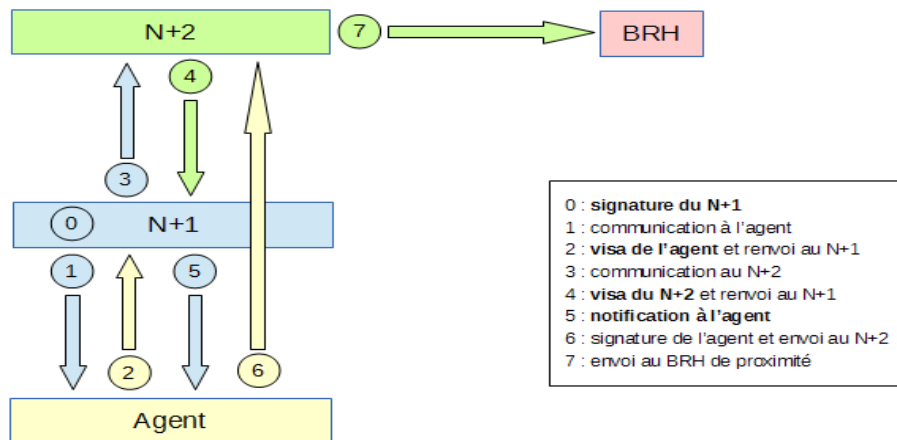 N+2
7
BRH
4
3
0
N+1
1
5
2
6
Agent
0 : signature du N+1
1 : communication à l'agent
2 : visa de l'agent et renvoi au N+1
3 : communication au N+2
4 : visa du N+2 et renvoi au N+1
5 : notification à l'agent
6 : signature de l'agent et envoi au N+2
7 : envoi au BRH de proximité